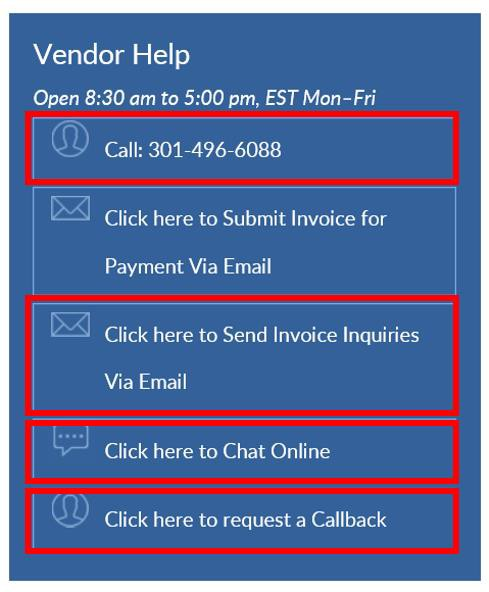 Vendor Help
Open 8:30 am to 5:00 pm, EST Mon–Fri
Call: 301-496-6088
Click here to Submit Invoice for
Payment Via Email
Click here to Send Invoice Inquiries
Via Email
Click here to Chat Online
Click here to request a Callback